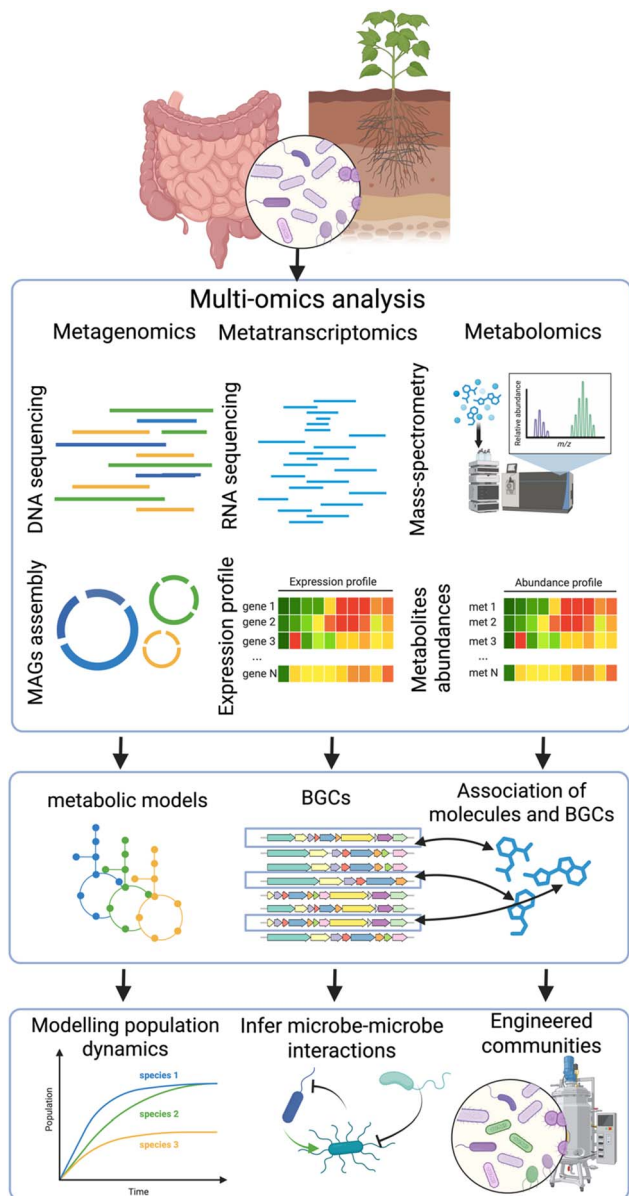 Multi-omics analysis
Metagenomics
Metatranscriptomics
Metabolomics
DNA sequencing
RNA sequencing
Mass-spectrometry
Relative abundance
m/z
MAGs assembly
Expression profile
Expression profile
gene 1
gene 2
gene 3
...
gene N
Metabolites
abundances
Abundance profile
met 1
met 2
met 3
...
met N
metabolic models
BGCs
Association of
molecules and BGCs
Modelling population
dynamics
Population
species 1
species 2
species 3
Time
Infer microbe-microbe
interactions
Engineered
communities